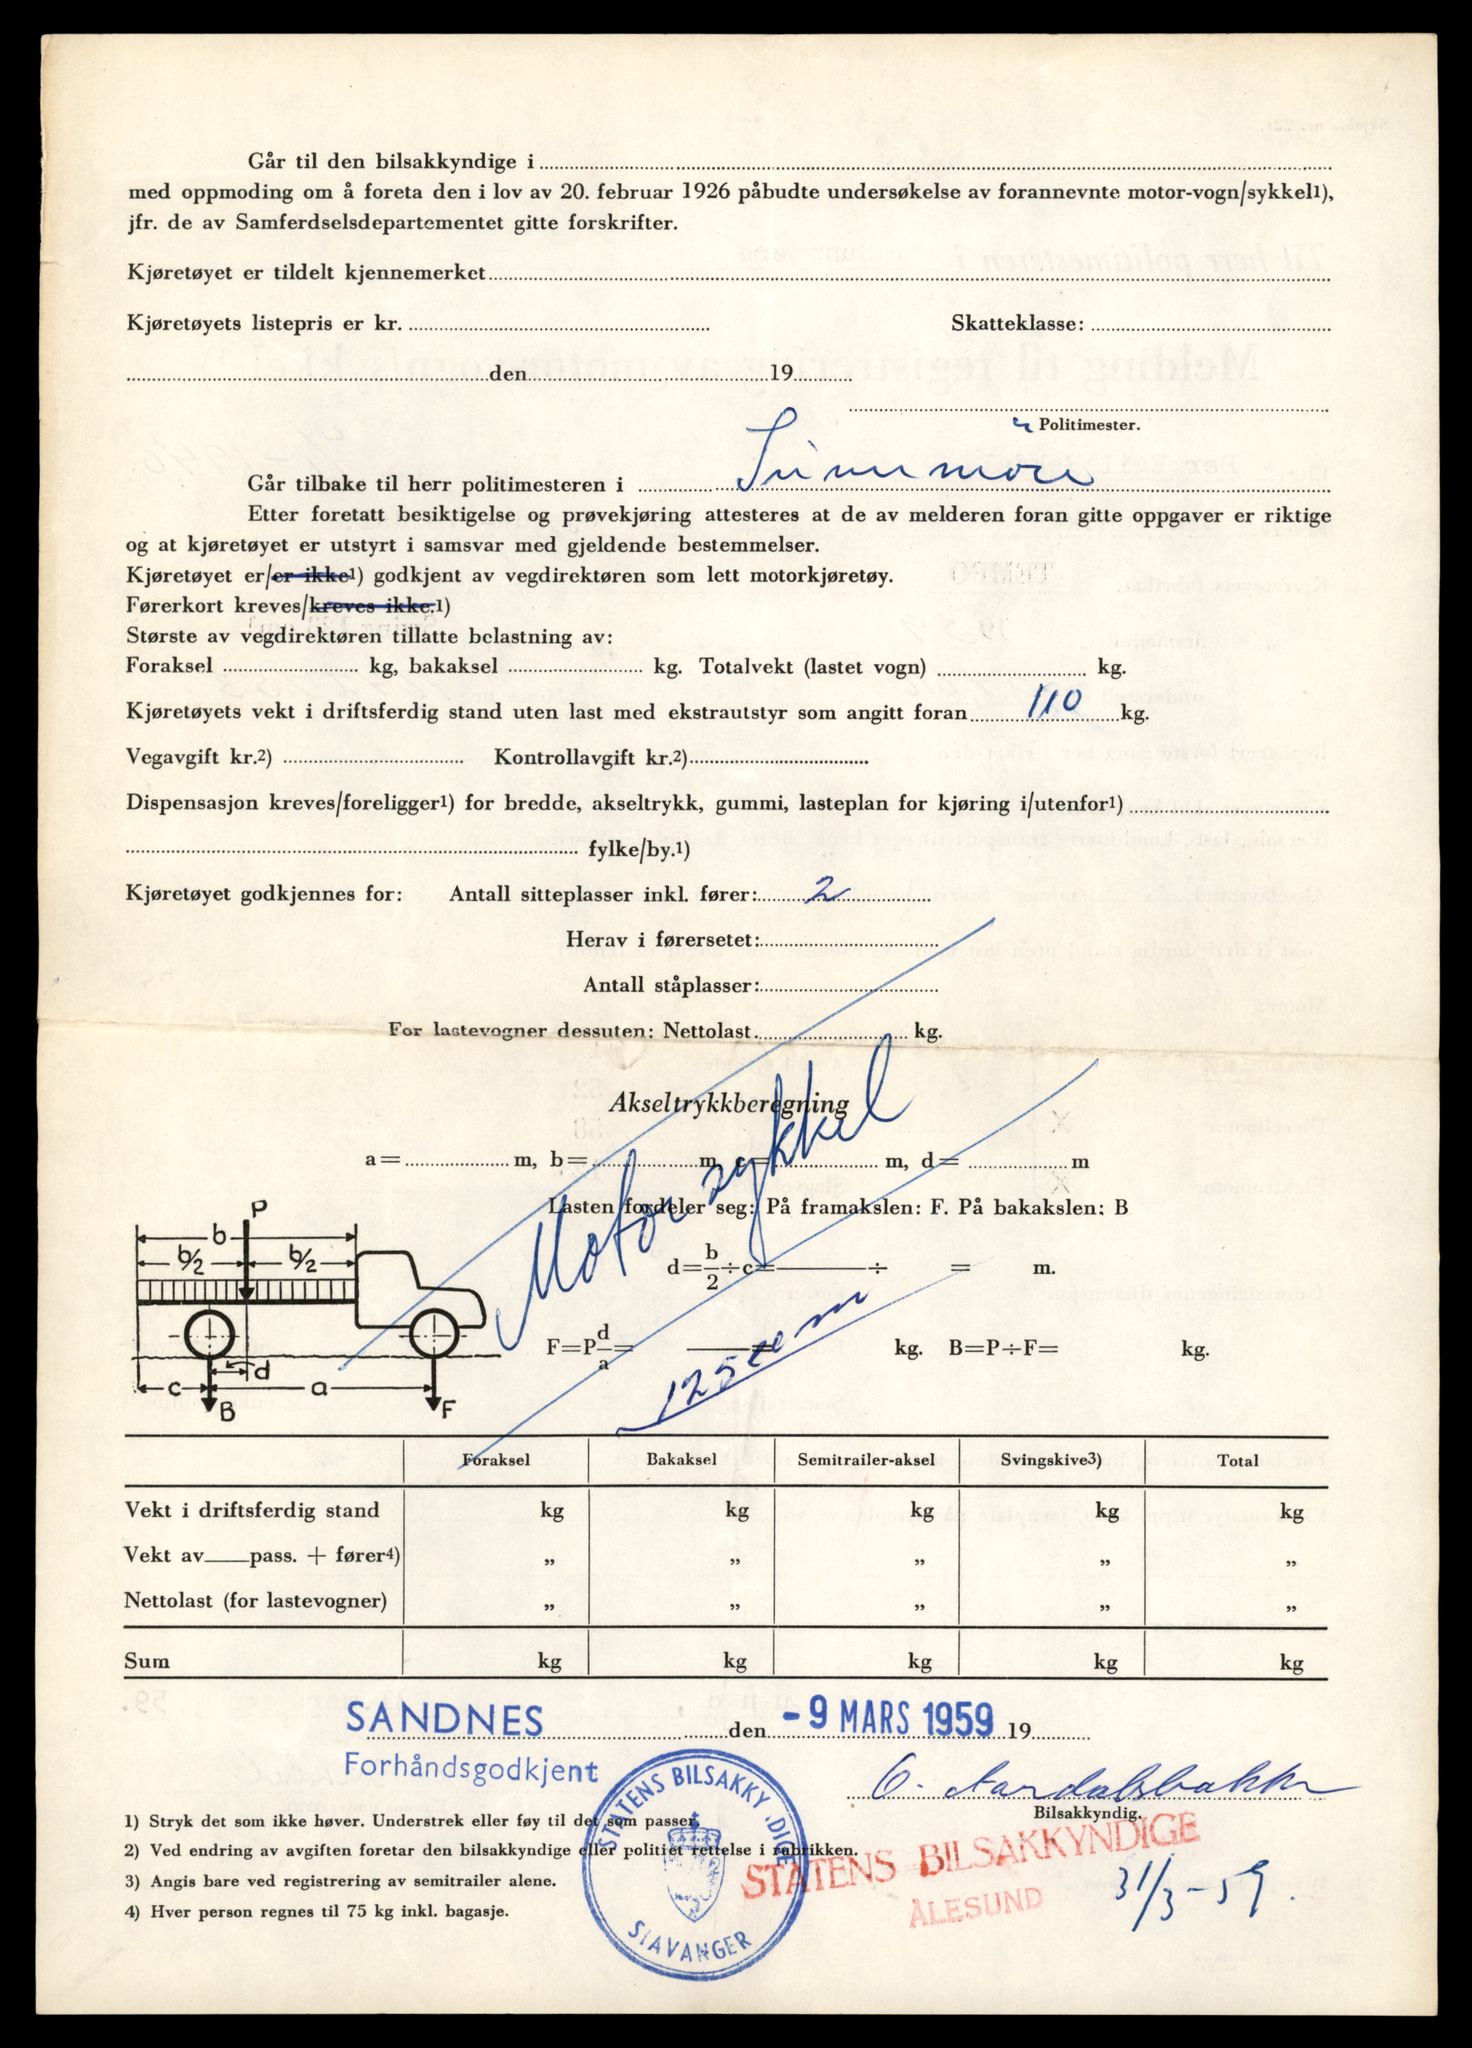 Går til den bilsakkyndige i
med oppmoding om å foreta den i lov av 20. februar 1926 påbudte undersøkelse av forannevnte motor-vogn/sykkel1),
jfr. de av Samferdselsdepartementet gitte forskrifter.
Kjøretøyet er tildelt kjennemerket
Kjøretøyets listepris er kr. Skatteklasse:
den 19
Politimester.
Går tilbake til herr politimesteren i Sunnmøre
Etter foretatt besiktigelse og prøvekjøring attesteres at de av melderen foran gitte oppgaver er riktige
og at kjøretøyet er utstyrt i samsvar med gjeldende bestemmelser.
Kjøretøyet er/er ikke1) godkjent av vegdirektøren som lett motorkjøretøy.
Førerkort kreves/kreves ikke.1)
Største av vegdirektøren tillatte belastning av:
Foraksel kg, bakaksel kg. Totalvekt (lastet vogn) kg.
Kjøretøyets vekt i driftsferdig stand uten last med ekstrautstyr som angitt foran 110 kg.
Vegavgift kr.2) Kontrollavgift kr.2)
Dispensasjon kreves/foreligger1) for bredde, akseltrykk, gummi, lasteplan for kjøring i/utenfor1)
fylke/by.1)
Kjøretøyet godkjennes for: Antall sitteplasser inkl. fører: 2
Herav i førersetet:
Antall ståplasser:
For lastevogner dessuten: Nettolast kg.
Akseltrykkberegning
Motorsykkel
a= m, b= m, c= m, d= m
Lasten fordeler seg: På framakslen: F. På bakakslen: B
P
b
b/2 b/2
d=b/2÷c= ÷ = m.
F=P d/a= = kg. B=P÷F= kg.
125 ccm
c d a
B F
Foraksel Bakaksel Semitrailer-aksel Svingskive3) Total
Vekt i driftsferdig stand kg kg kg kg kg
Vekt av pass. + fører4) „ „ „ „ „
Nettolast (for lastevogner) „ „ „ „ „
Sum kg kg kg kg kg
SANDNES den -9 MARS 1959 19
Forhåndsgodkjent
O. Aardalsbakke
Bilsakkyndig.
STATENS BILSAKKYNDIGE
STAVANGER
1) Stryk det som ikke høver. Understrek eller føy til det som passer.
2) Ved endring av avgiften foretar den bilsakkyndige eller politiet rettelse i rubrikken.
3) Angis bare ved registrering av semitrailer alene.
4) Hver person regnes til 75 kg inkl. bagasje.
STATENS BILSAKKYNDIGE
ÅLESUND
31/3-59.